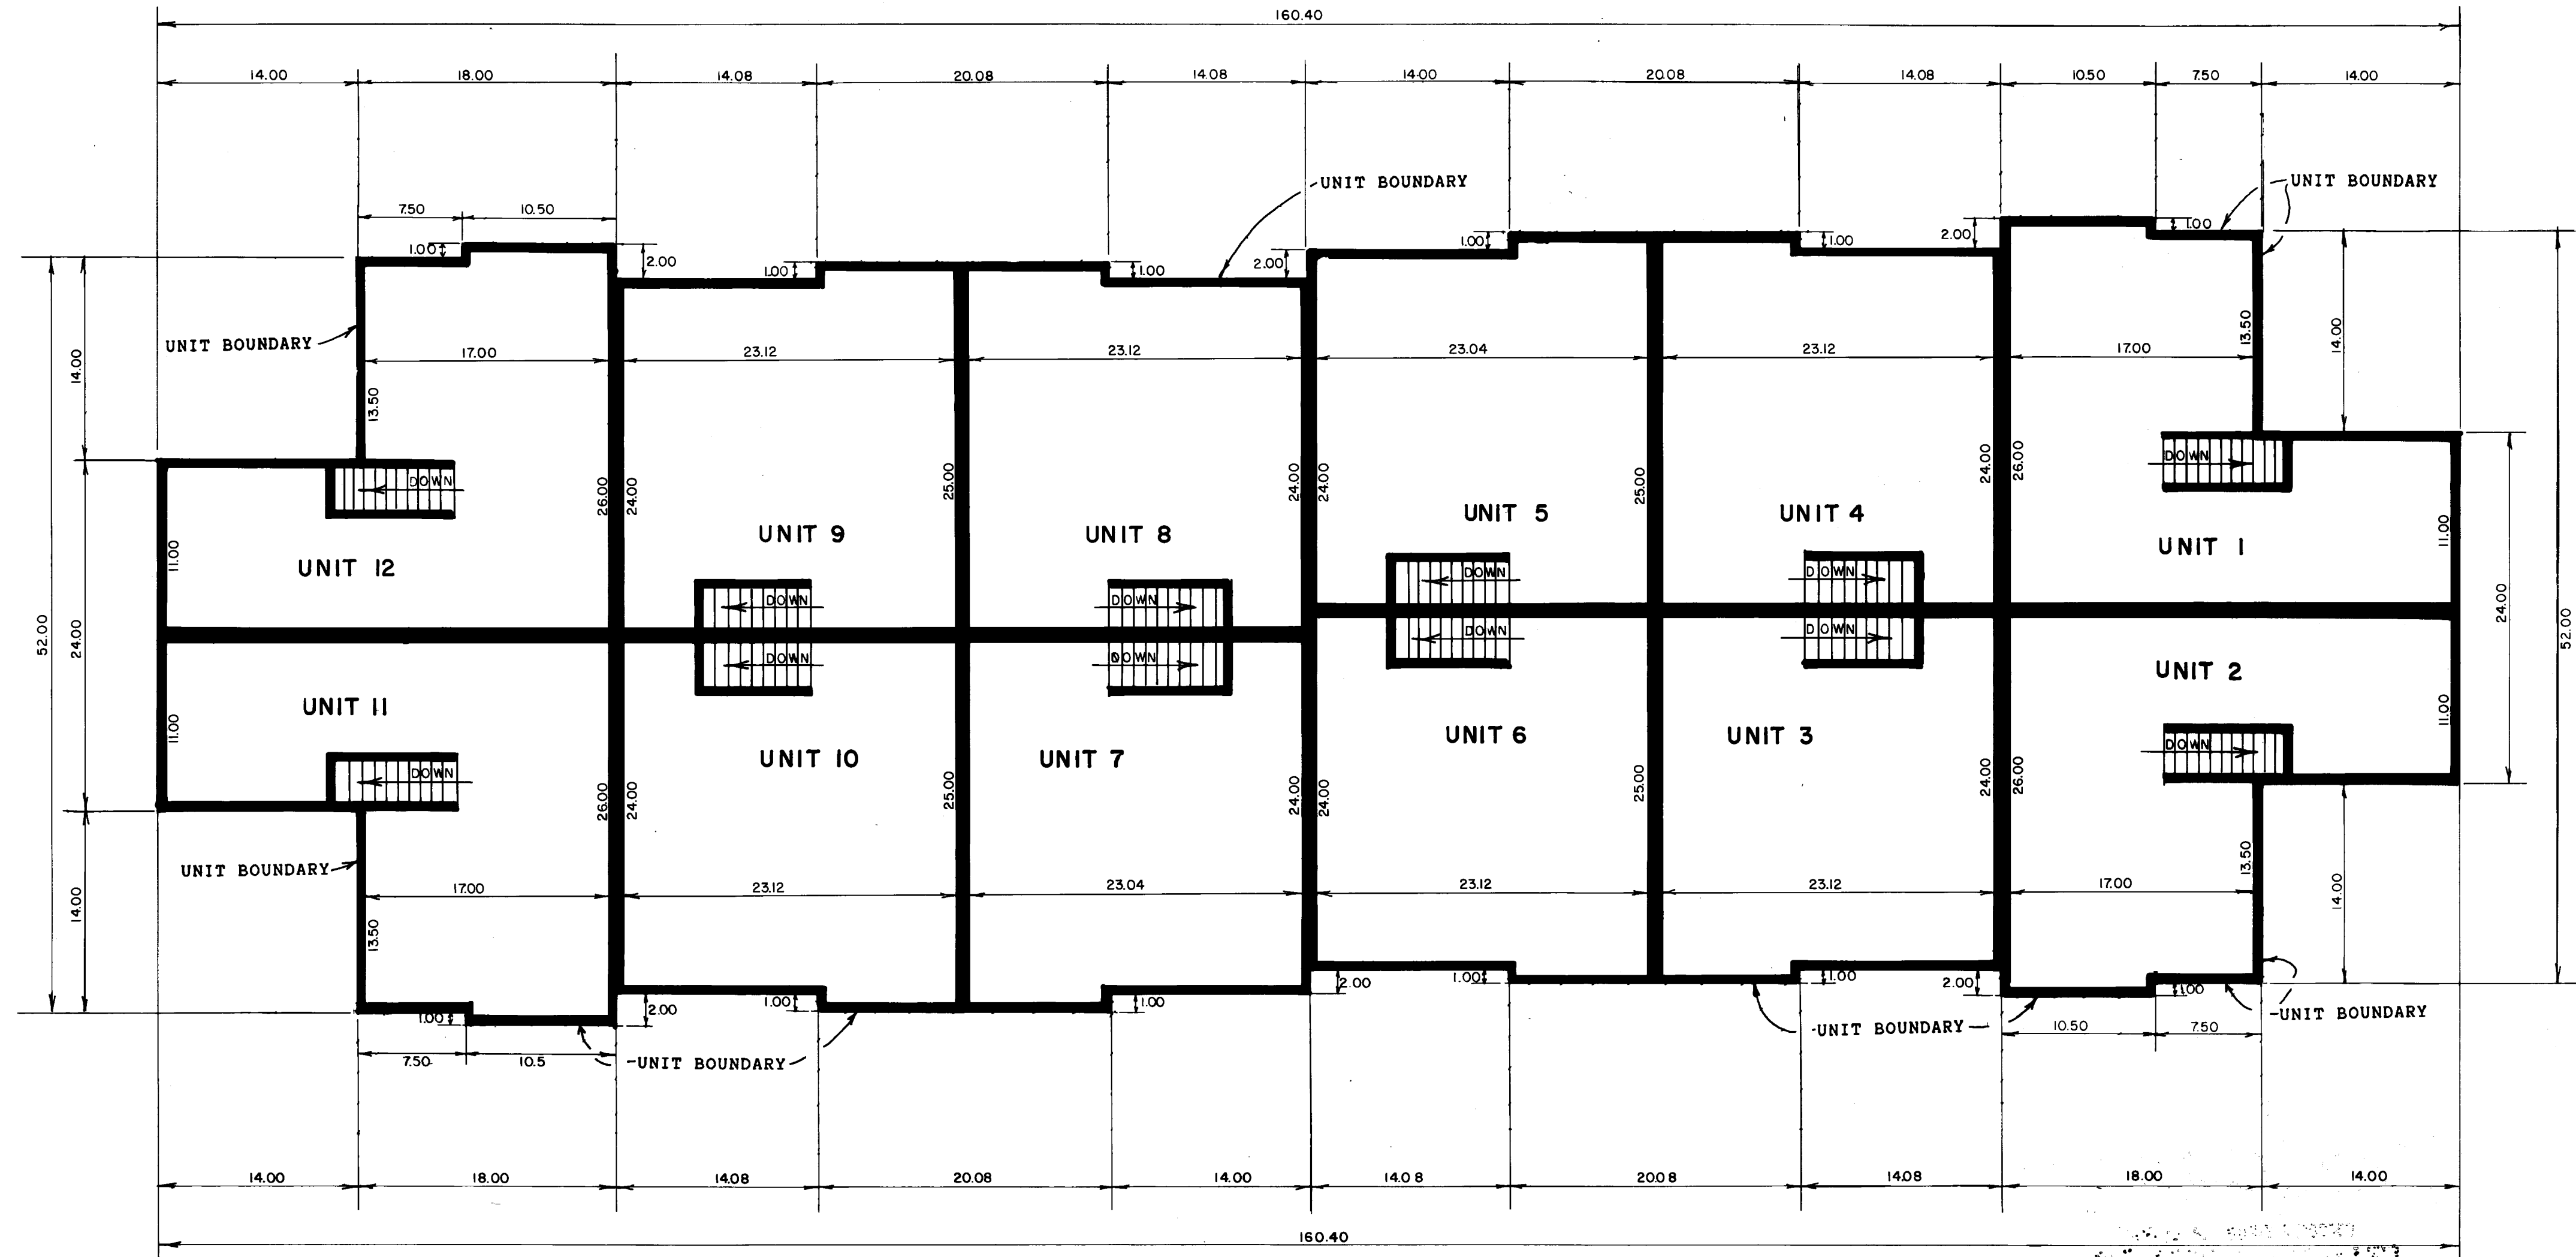 160.40
14.00 18.00 14.08 20.08 14.08 14.00 20.08 14.08 10.50 7.50 14.00
UNIT BOUNDARY UNIT BOUNDARY
7.50 10.50
1.00 2.00 1.00 1.00 2.00 1.00 1.00 2.00 1.00
UNIT BOUNDARY
14.00 17.00 23.12 23.12 23.04 23.12 17.00 13.50 14.00
13.50
DOWN DOWN
26.00 24.00 25.00 24.00 24.00 25.00 24.00 26.00
UNIT 9 UNIT 8 UNIT 5 UNIT 4
11.00 UNIT 12 UNIT 1 11.00
DOWN DOWN DOWN DOWN
52.00 24.00 24.00 52.00
DOWN DOWN DOWN DOWN
UNIT 11 UNIT 2
11.00 11.00
UNIT 10 UNIT 7 UNIT 6 UNIT 3
DOWN DOWN
26.00 24.00 25.00 24.00 24.00 25.00 24.00 26.00
UNIT BOUNDARY
14.00 17.00 23.12 23.04 23.12 23.12 17.00 13.50 14.00
13.50
1.00 2.00 1.00 1.00 2.00 1.00 1.00 2.00 1.00
UNIT BOUNDARY UNIT BOUNDARY
7.50 10.5 UNIT BOUNDARY 10.50 7.50
14.00 18.00 14.08 20.08 14.00 14.08 20.08 14.08 18.00 14.00
160.40